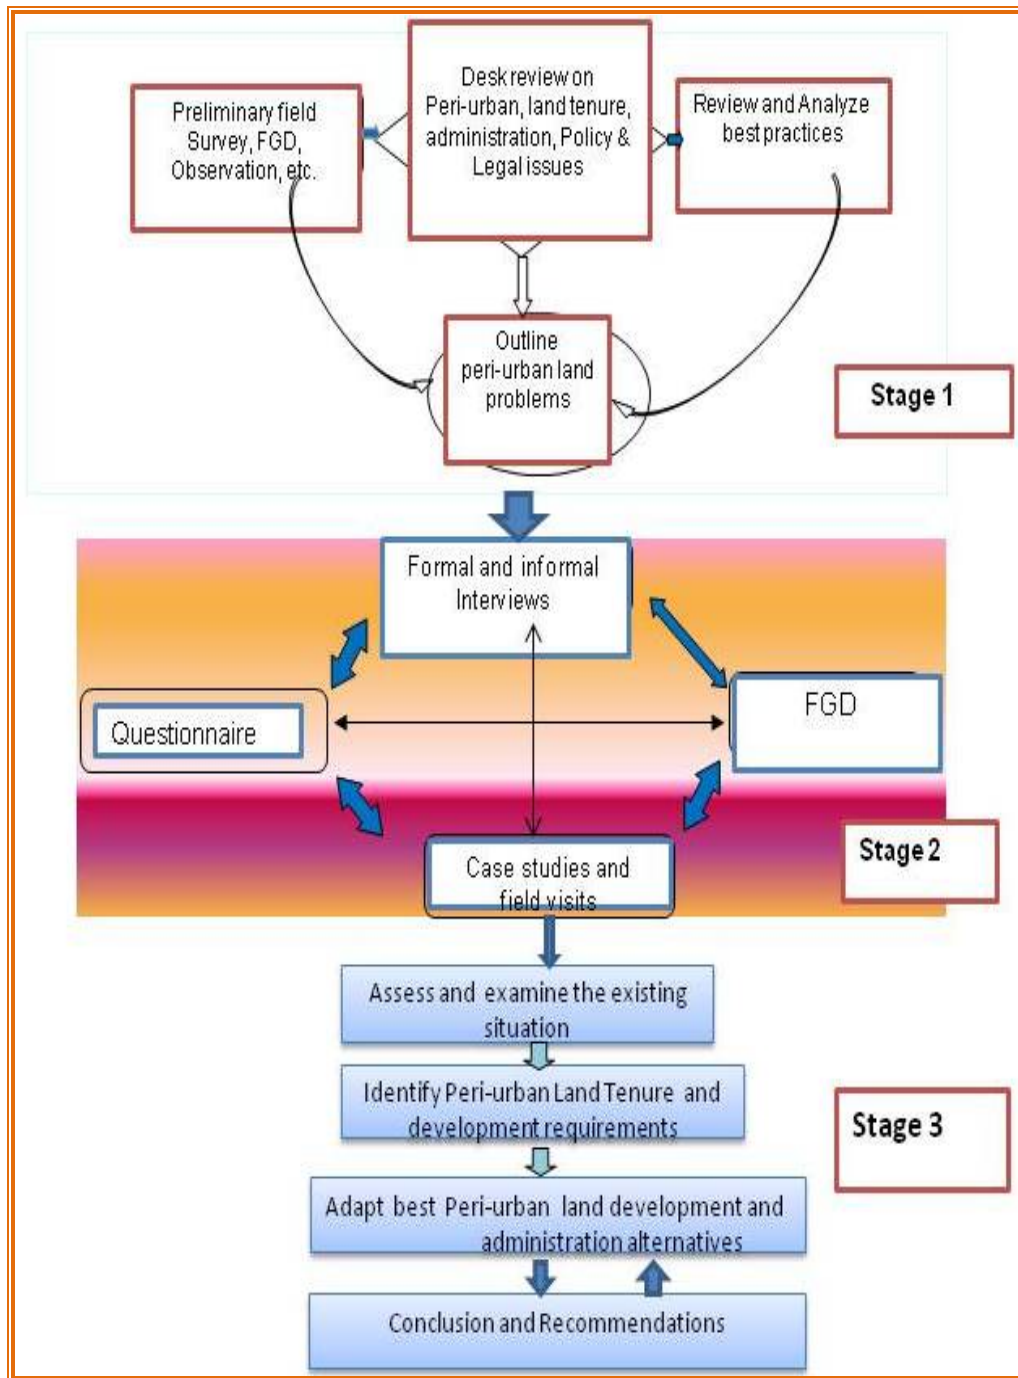 Preliminary field
Survey, FGD,
Observation, etc.
Desk review on
Peri-urban, land tenure,
administration, Policy &
Legal issues
Review and Analyze
best practices
Outline
peri-urban land
problems
Stage 1
Formal and informal
Interviews
Questionnaire
FGD
Case studies and
field visits
Stage 2
Assess and examine the existing
situation
Identify Peri-urban Land Tenure and
development requirements
Adapt best Peri-urban land development and
administration alternatives
Conclusion and Recommendations
Stage 3